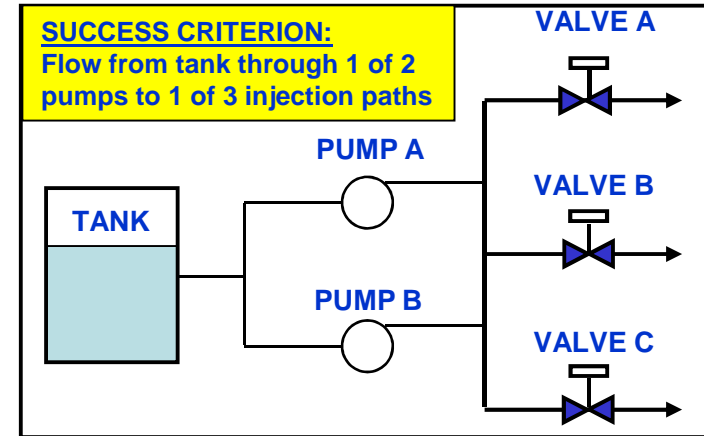 SUCCESS CRITERION:
Flow from tank through 1 of 2
pumps to 1 of 3 injection paths
VALVE A
PUMP A
VALVE B
TANK
PUMP B
VALVE C